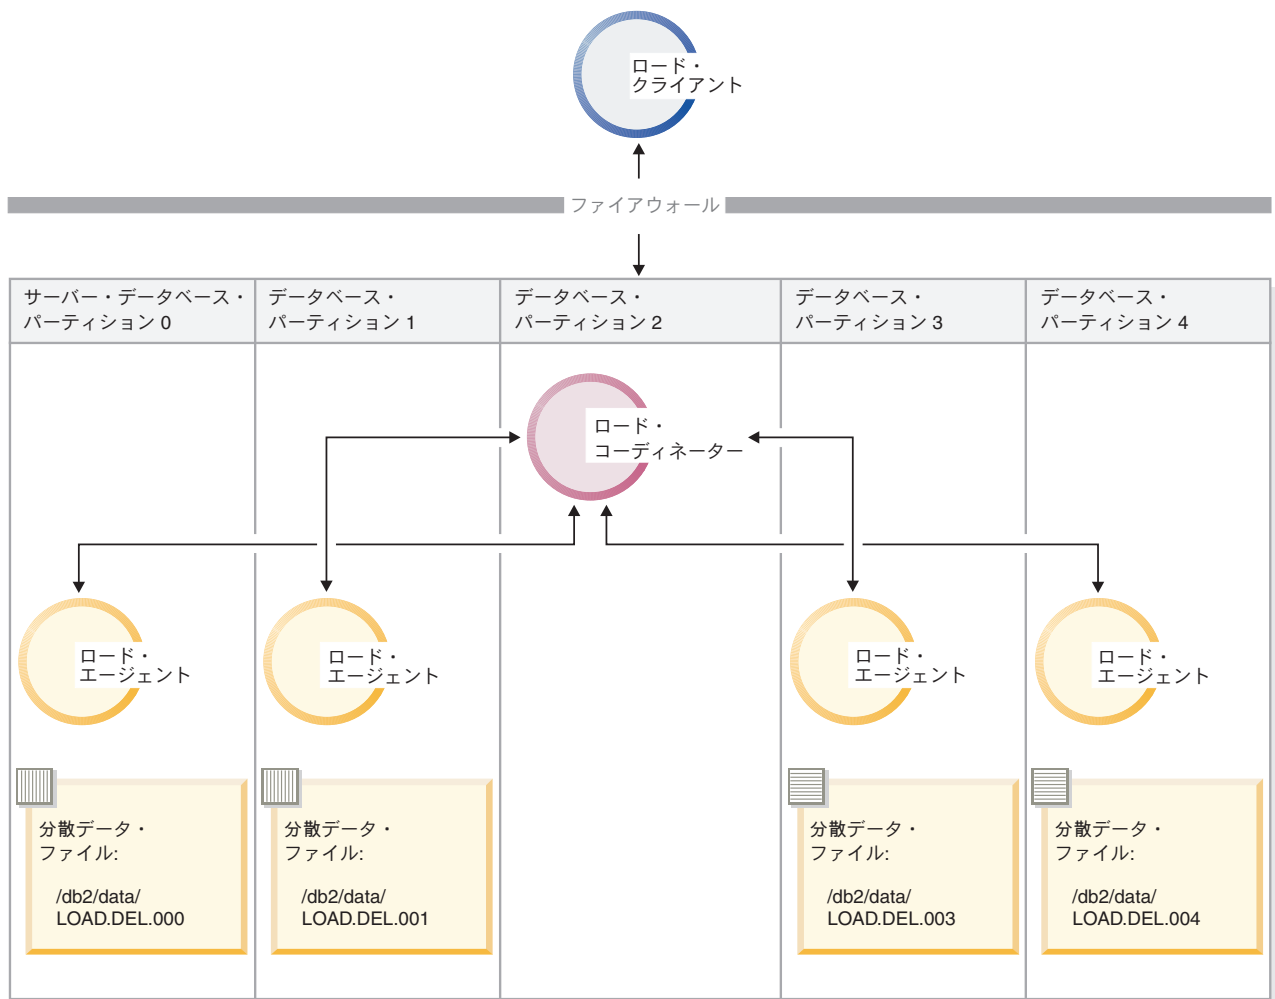 ロード・
クライアント
ファイアウォール
サーバー・データベース・
パーティション 0
データベース・
パーティション 1
データベース・
パーティション 2
データベース・
パーティション 3
データベース・
パーティション 4
ロード・
コーディネーター
ロード・
エージェント
ロード・
エージェント
ロード・
エージェント
ロード・
エージェント
分散データ・
ファイル:
/db2/data/
LOAD.DEL.000
分散データ・
ファイル:
/db2/data/
LOAD.DEL.001
分散データ・
ファイル:
/db2/data/
LOAD.DEL.003
分散データ・
ファイル:
/db2/data/
LOAD.DEL.004